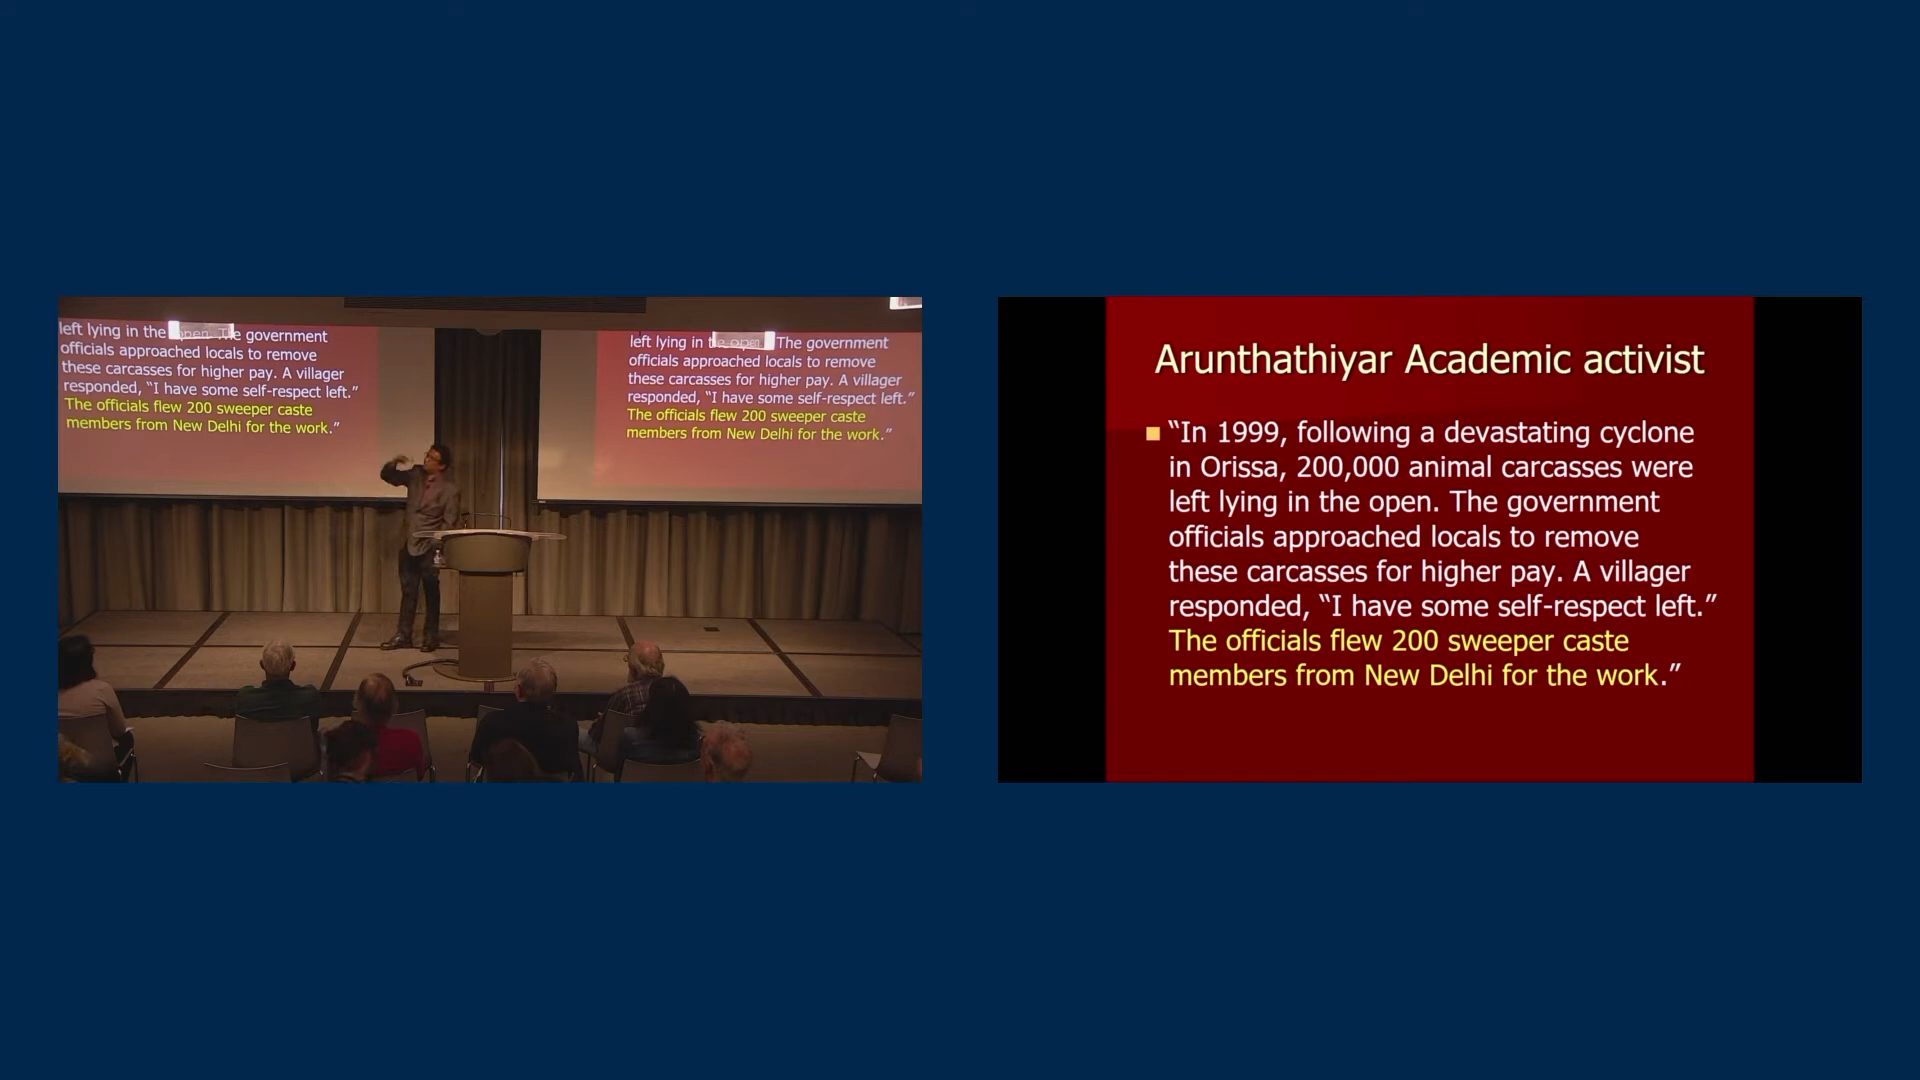 left lying in the open. The government
officials approached locals to remove
these carcasses for higher pay. A villager
responded, “I have some self-respect left.”
The officials flew 200 sweeper caste
members from New Delhi for the work.”
left lying in the open. The government
officials approached locals to remove
these carcasses for higher pay. A villager
responded, “I have some self-respect left.”
The officials flew 200 sweeper caste
members from New Delhi for the work.”
Arunthathiyar Academic activist
“In 1999, following a devastating cyclone
in Orissa, 200,000 animal carcasses were
left lying in the open. The government
officials approached locals to remove
these carcasses for higher pay. A villager
responded, “I have some self-respect left.”
The officials flew 200 sweeper caste
members from New Delhi for the work.”